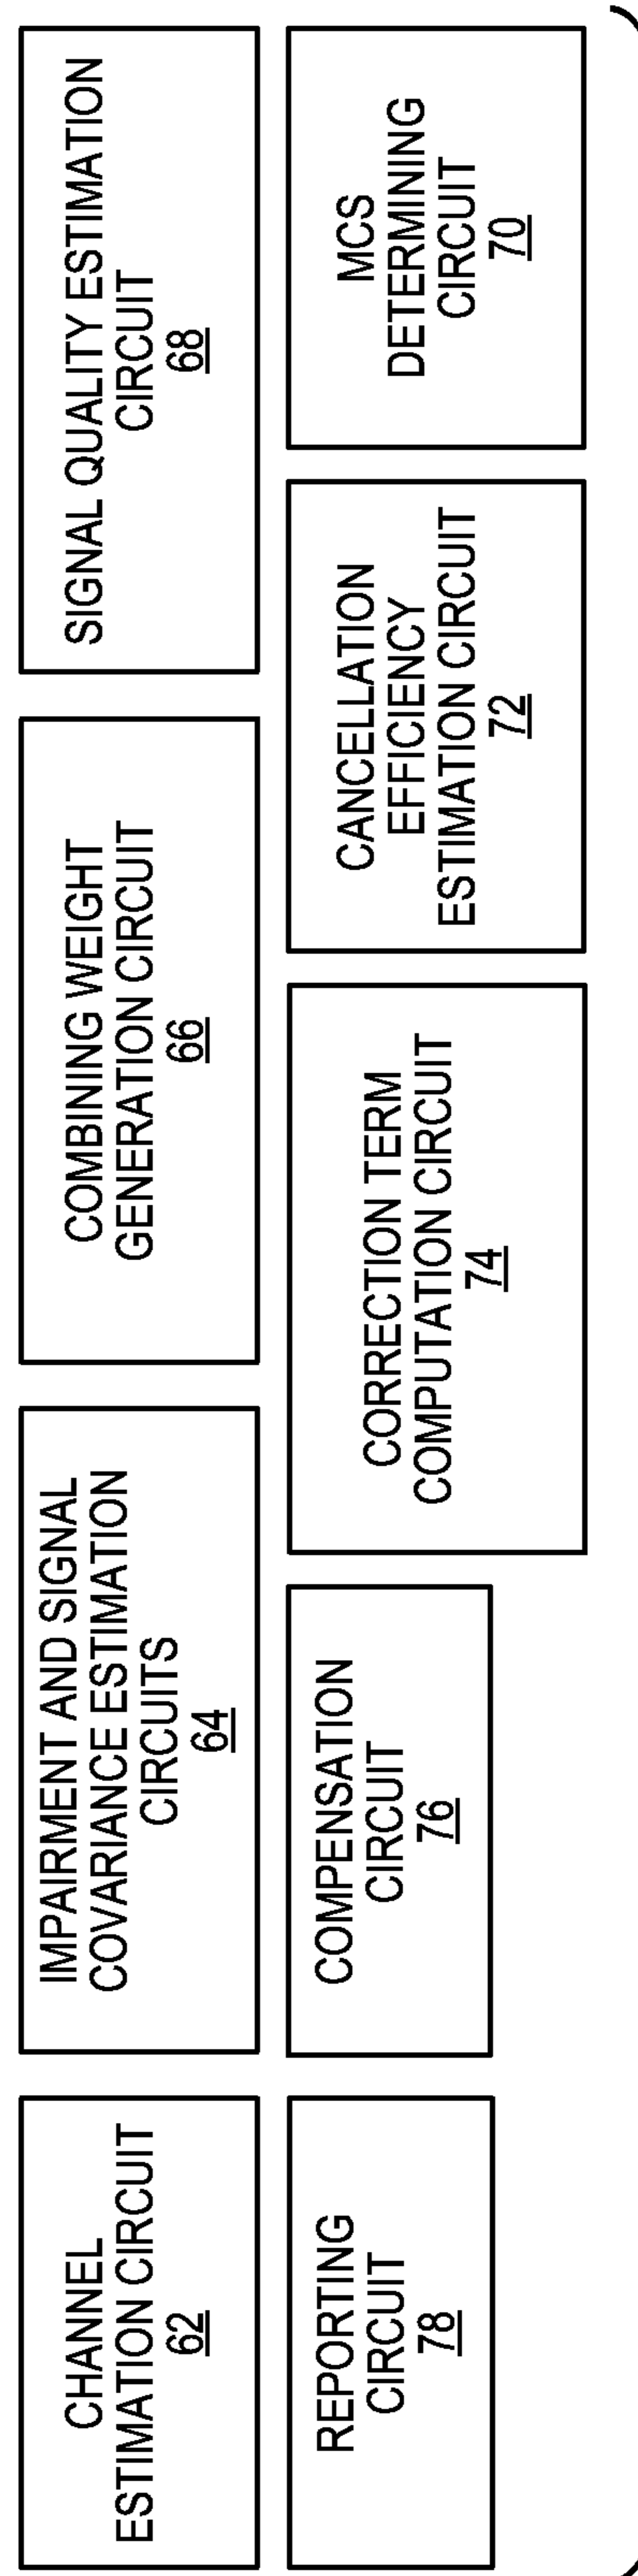 CHANNEL
ESTIMATION CIRCUIT
62
IMPAIRMENT AND SIGNAL
COVARIANCE ESTIMATION
CIRCUITS
64
COMBINING WEIGHT
GENERATION CIRCUIT
66
SIGNAL QUALITY ESTIMATION
CIRCUIT
68
REPORTING
CIRCUIT
78
COMPENSATION
CIRCUIT
76
CORRECTION TERM
COMPUTATION CIRCUIT
74
CANCELLATION
EFFICIENCY
ESTIMATION CIRCUIT
72
MCS
DETERMINING
CIRCUIT
70